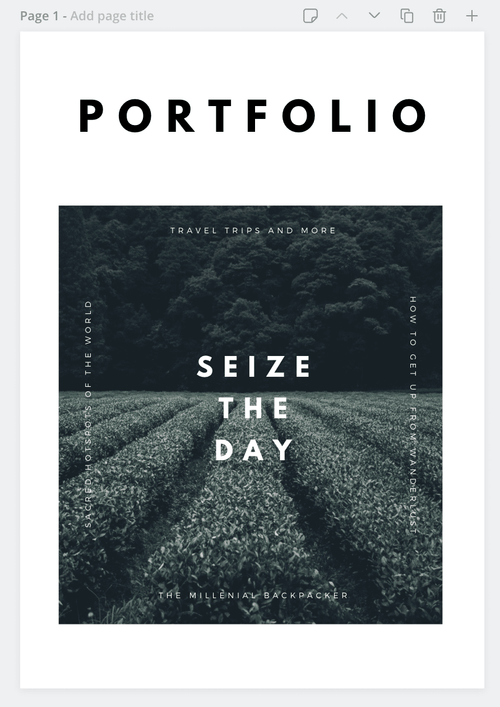 Page 1 - Add page title
PORTFOLIO
TRAVEL TRIPS AND MORE
SACRED HOTSPOTS OF THE WORLD
HOW TO GET UP FROM WANDERLUST
SEIZE
THE
DAY
THE MILLENIAL BACKPACKER